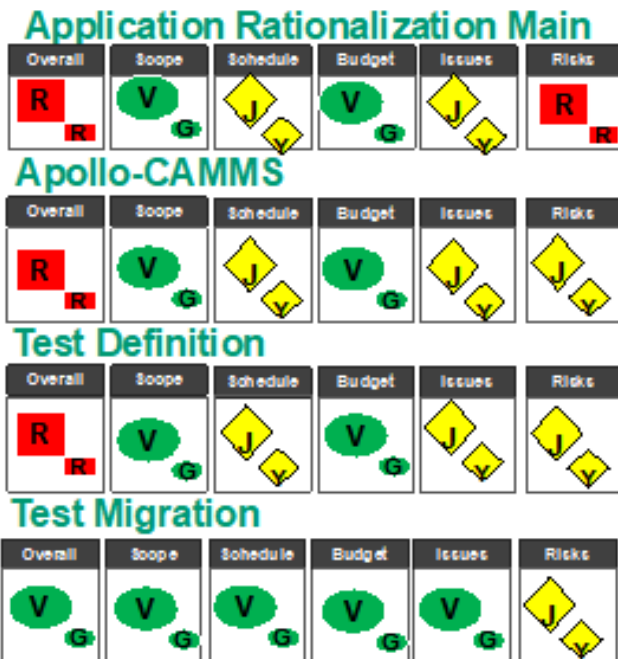 Application Rationalization Main
Overall Scope Schedule Budget Issues Risks
R V J V J R
R G Y G Y R
Apollo-CAMMS
Overall Scope Schedule Budget Issues Risks
R V J V J J
R G Y G Y Y
Test Definition
Overall Scope Schedule Budget Issues Risks
R V J V J J
R G Y G Y Y
Test Migration
Overall Scope Schedule Budget Issues Risks
V V V V V J
G G G G G Y